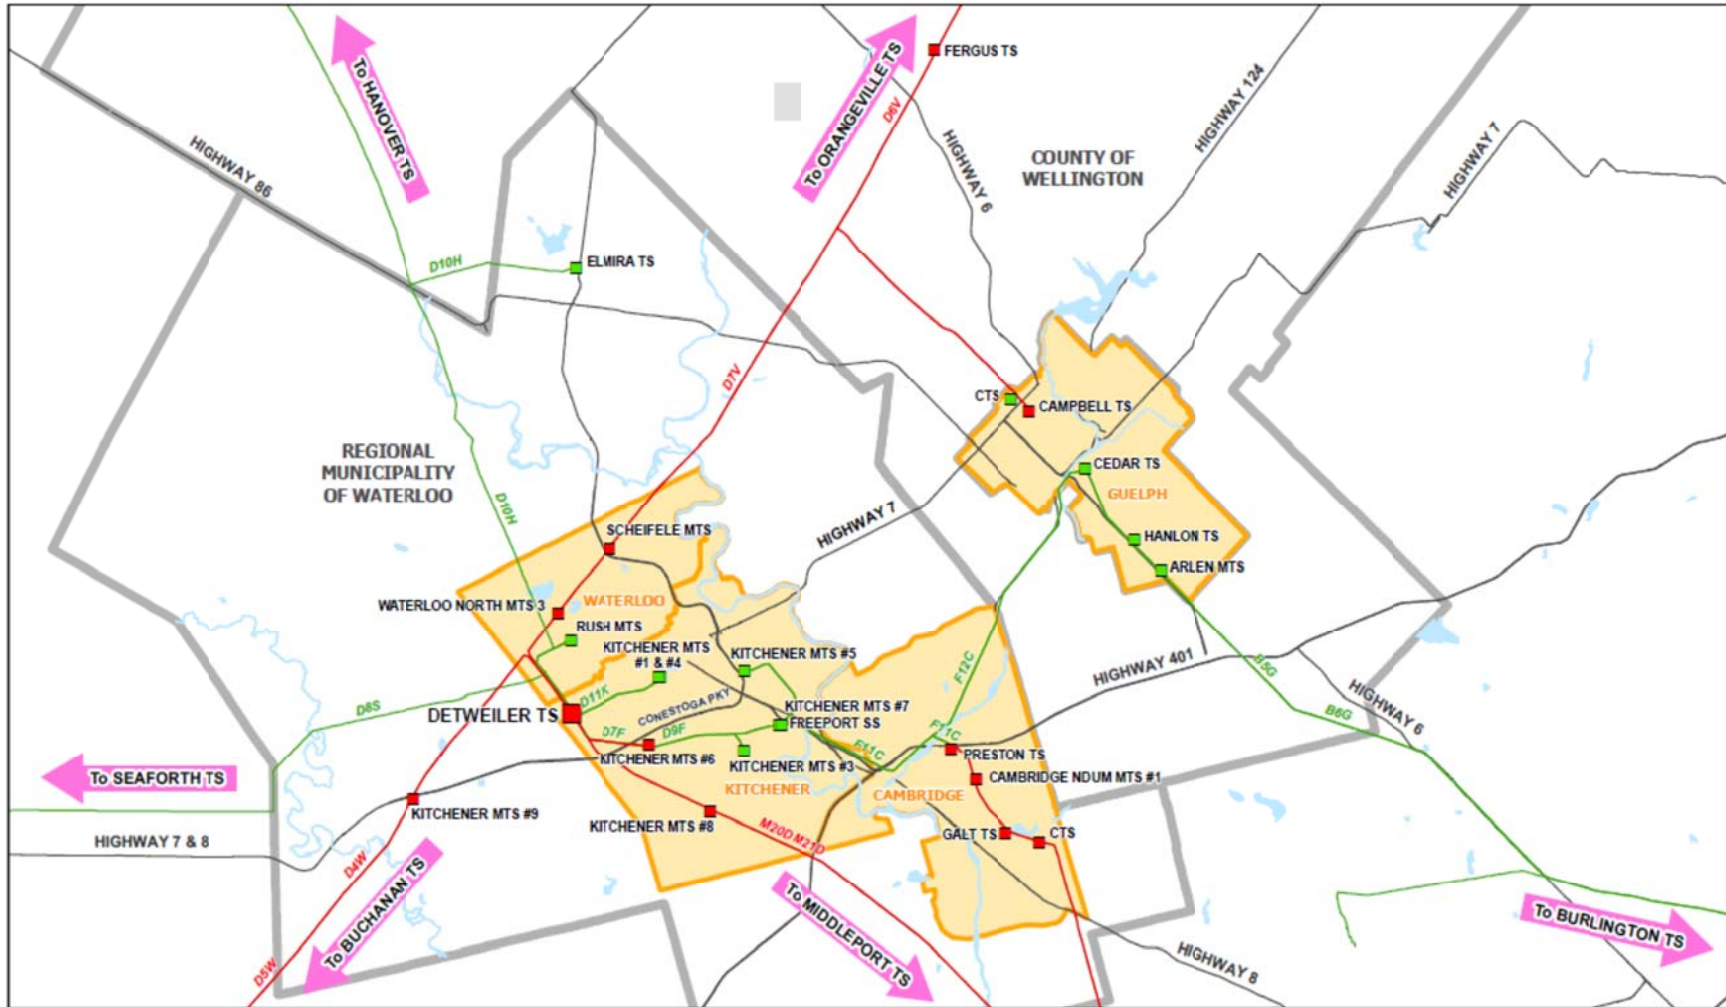 FERGUS TS
To HANOVER TS
To ORANGEVILLE TS
D6V
HIGHWAY 124
HIGHWAY 86
HIGHWAY 6
COUNTY OF
WELLINGTON
HIGHWAY 7
D10H
ELMIRA TS
D7V
CTS
CAMPBELL TS
REGIONAL
MUNICIPALITY
OF WATERLOO
CEDAR TS
GUELPH
D10H
HIGHWAY 7
SCHEIFELE MTS
HANLON TS
ARLEN MTS
WATERLOO NORTH MTS 3
WATERLOO
RUSH MTS
KITCHENER MTS
#1 & #4
KITCHENER MTS #5
F12C
HIGHWAY 401
B5G
D11K
D8S
CONESTOGA PKY
KITCHENER MTS #7
DETWEILER TS
FREEPORT SS
HIGHWAY 6
B6G
D7F
D9F
F11C
F11C
PRESTON TS
KITCHENER MTS #6
KITCHENER MTS #3
To SEAFORTH TS
CAMBRIDGE NDUM MTS #1
KITCHENER
CAMBRIDGE
KITCHENER MTS #9
KITCHENER MTS #8
M20D M21D
GALT TS
CTS
HIGHWAY 7 & 8
D4W
To BUCHANAN TS
To MIDDLEPORT TS
To BURLINGTON TS
HIGHWAY 8
D5W